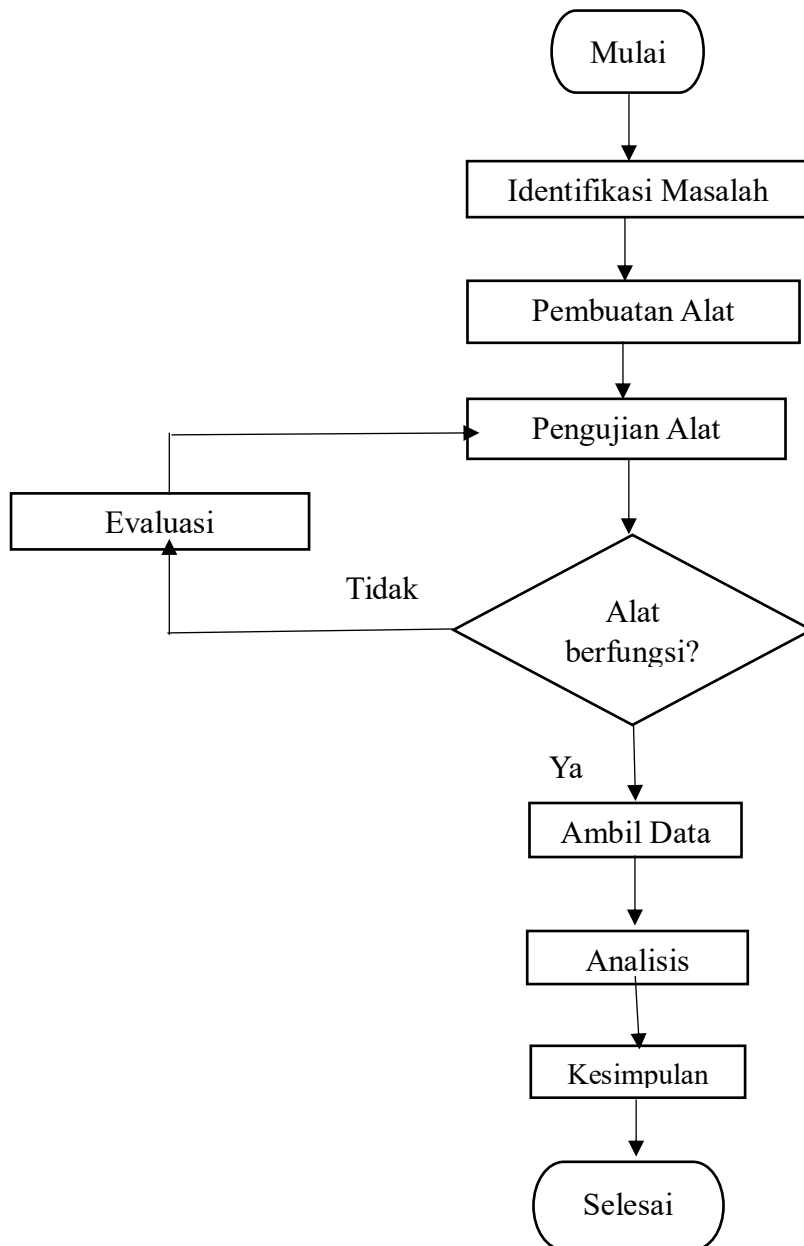 Mulai
Identifikasi Masalah
Pembuatan Alat
Pengujian Alat
Evaluasi
Tidak
Alat
berfungsi?
Ya
Ambil Data
Analisis
Kesimpulan
Selesai